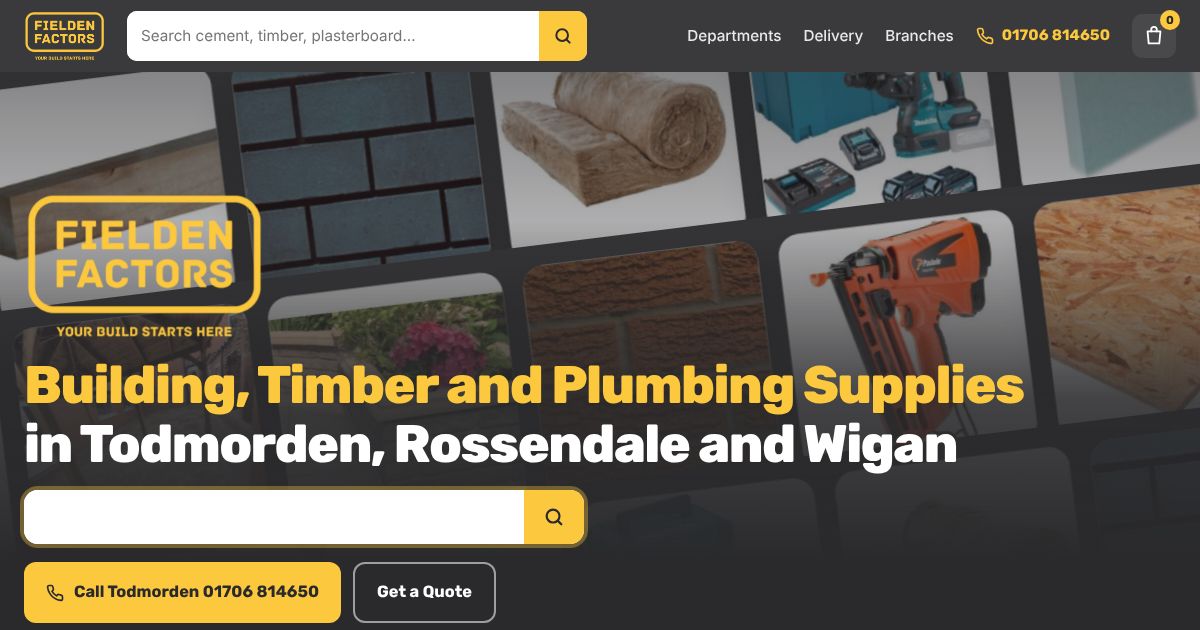 FIELDEN
FACTORS
YOUR BUILD STARTS HERE
Search cement, timber, plasterboard...
Departments
Delivery
Branches
01706 814650
0
makita
Paslode
FIELDEN
FACTORS
YOUR BUILD STARTS HERE
Building, Timber and Plumbing Supplies
in Todmorden, Rossendale and Wigan
Call Todmorden 01706 814650
Get a Quote